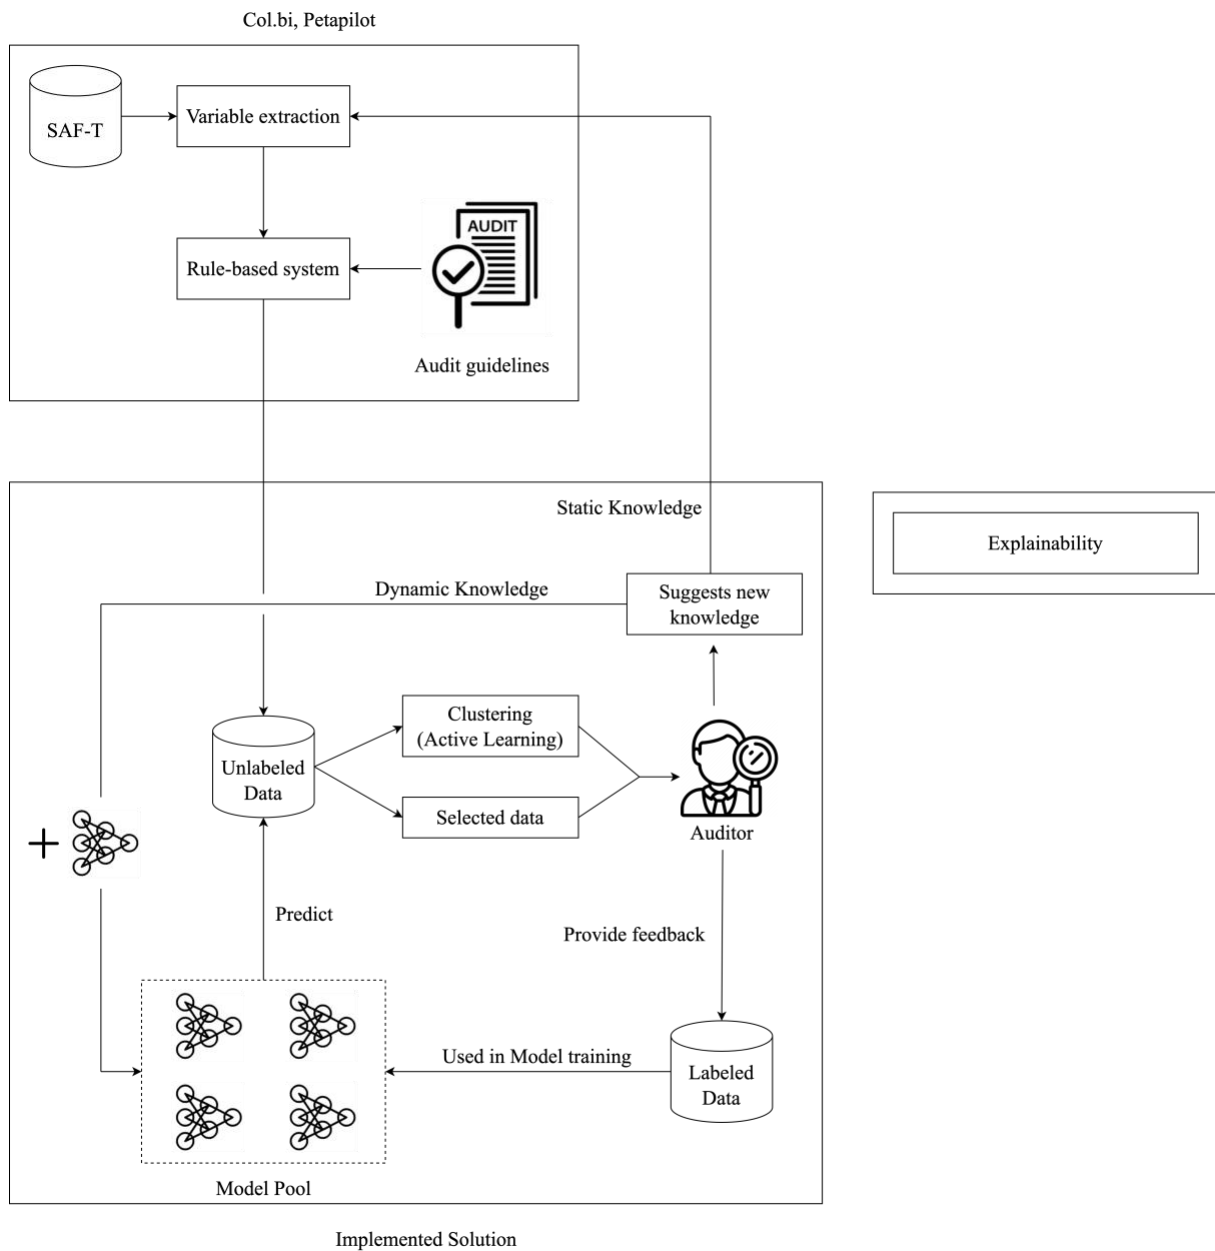 Col.bi, Petapilot
SAF-T
Variable extraction
AUDIT
Rule-based system
Audit guidelines
Static Knowledge
Explainability
Dynamic Knowledge
Suggests new
knowledge
Clustering
(Active Learning)
Unlabeled
Data
Selected data
Auditor
Predict
Provide feedback
Used in Model training
Labeled
Data
Model Pool
Implemented Solution